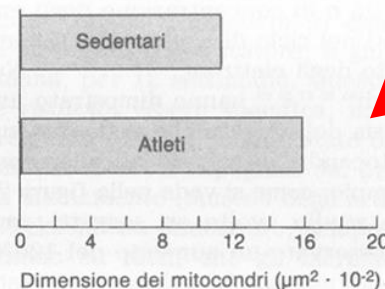 Sedentari
Atleti
0 4 8 12 16 20
Dimensione dei mitocondri (µm² · 10⁻²)